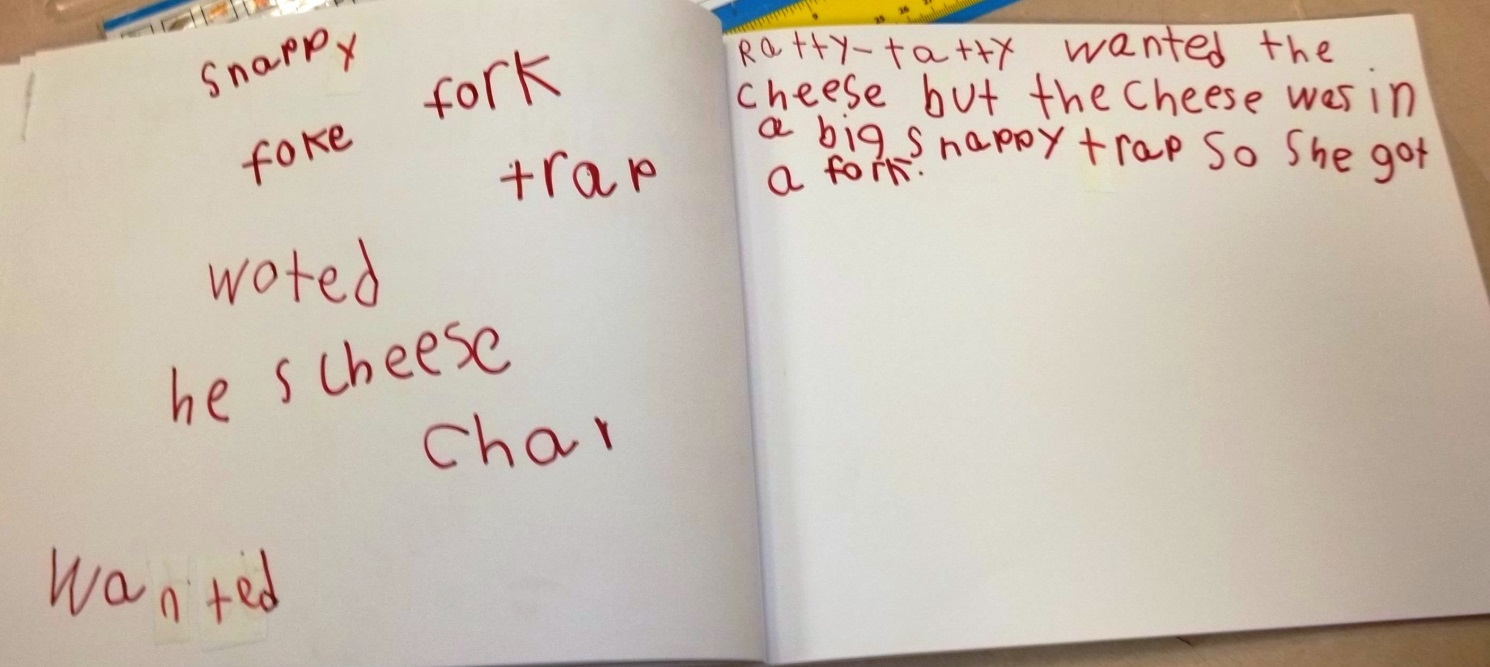 snappy
fork
foke
trap
woted
he s cheese
char
wanted
Ratty-tatty wanted the
cheese but the cheese was in
a big snappy trap So She got
a fork.